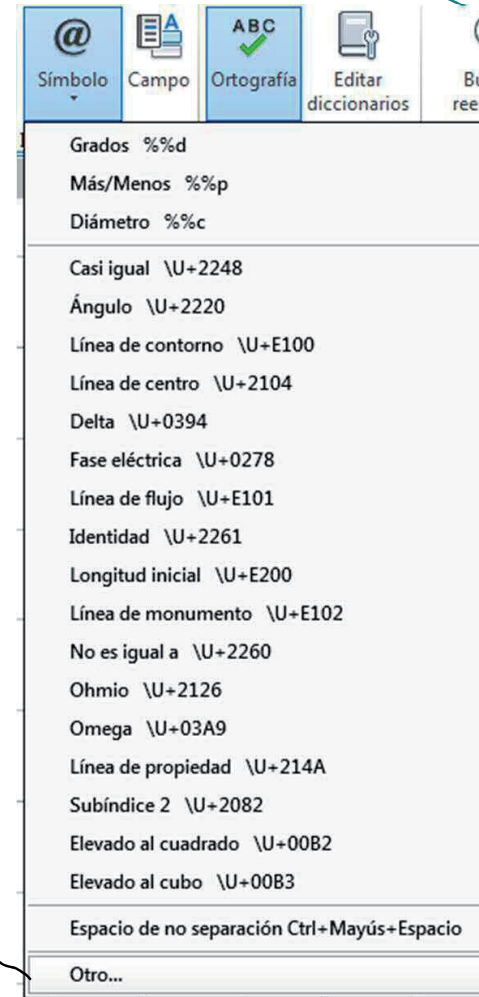 @
A
ABC
Símbolo Campo Ortografía Editar diccionarios
Grados %%d
Más/Menos %%p
Diámetro %%c
Casi igual \U+2248
Ángulo \U+2220
Línea de contorno \U+E100
Línea de centro \U+2104
Delta \U+0394
Fase eléctrica \U+0278
Línea de flujo \U+E101
Identidad \U+2261
Longitud inicial \U+E200
Línea de monumento \U+E102
No es igual a \U+2260
Ohmio \U+2126
Omega \U+03A9
Línea de propiedad \U+214A
Subíndice 2 \U+2082
Elevado al cuadrado \U+00B2
Elevado al cubo \U+00B3
Espacio de no separación Ctrl+Mayús+Espacio
Otro...